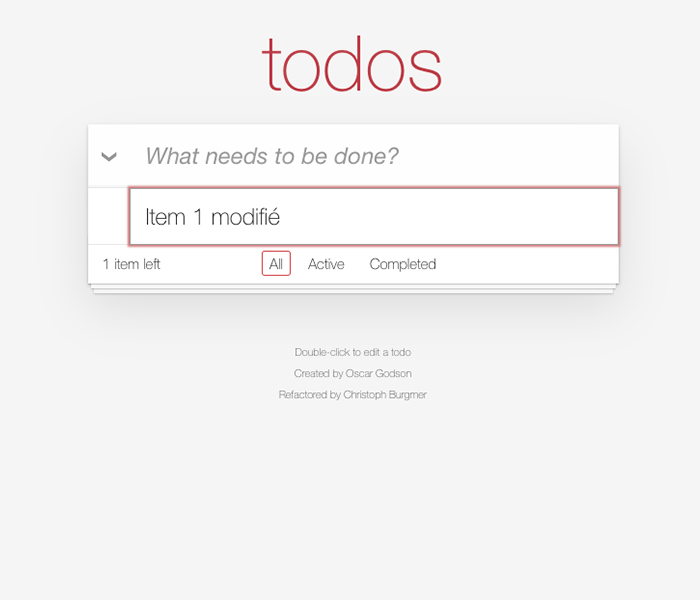 todos
What needs to be done?
Item 1 modifié
1 item left
All
Active
Completed
Double-click to edit a todo
Created by Oscar Godson
Refactored by Christoph Burgmer